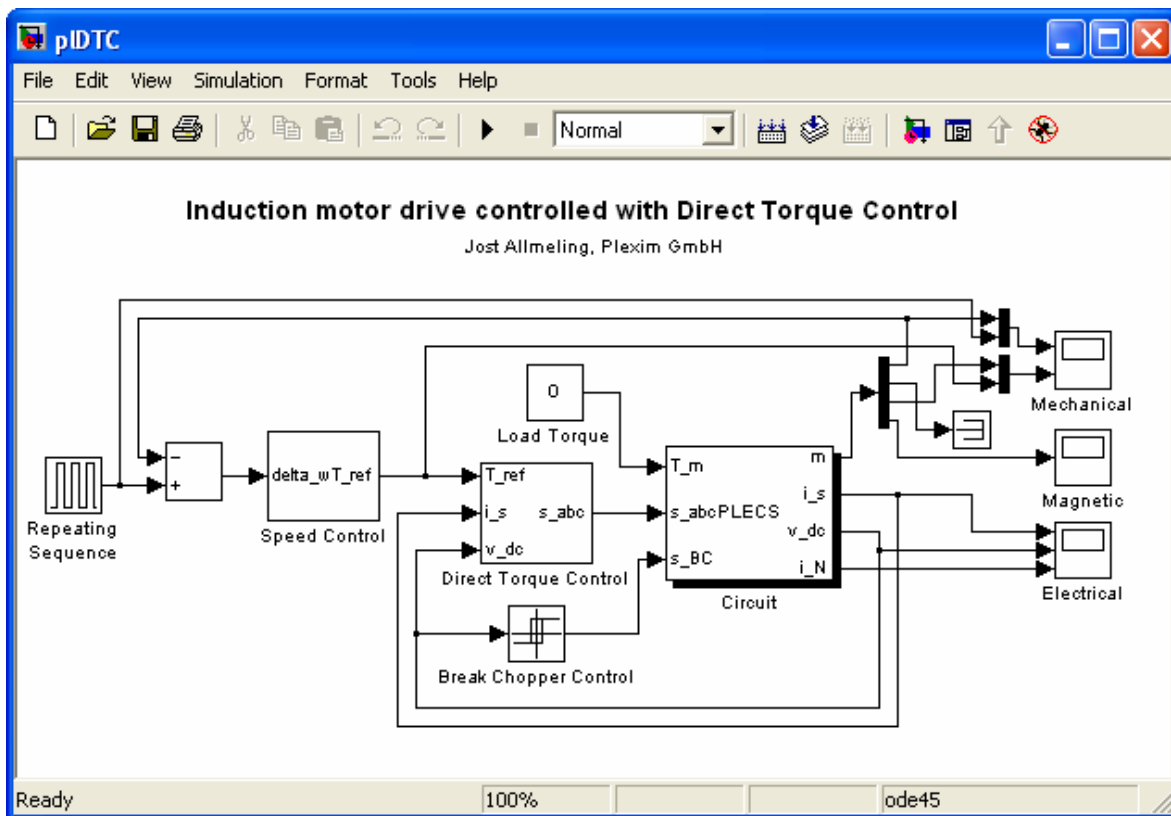 plDTC
File Edit View Simulation Format Tools Help
Normal
Induction motor drive controlled with Direct Torque Control
Jost Allmeling, Plexim GmbH
Repeating
Sequence
−
+
delta_wT_ref
Speed Control
0
Load Torque
T_ref
i_s s_abc
v_dc
Direct Torque Control
Break Chopper Control
T_m m
i_s
s_abcPLECS
v_dc
s_BC
i_N
Circuit
Mechanical
Magnetic
Electrical
Ready 100% ode45